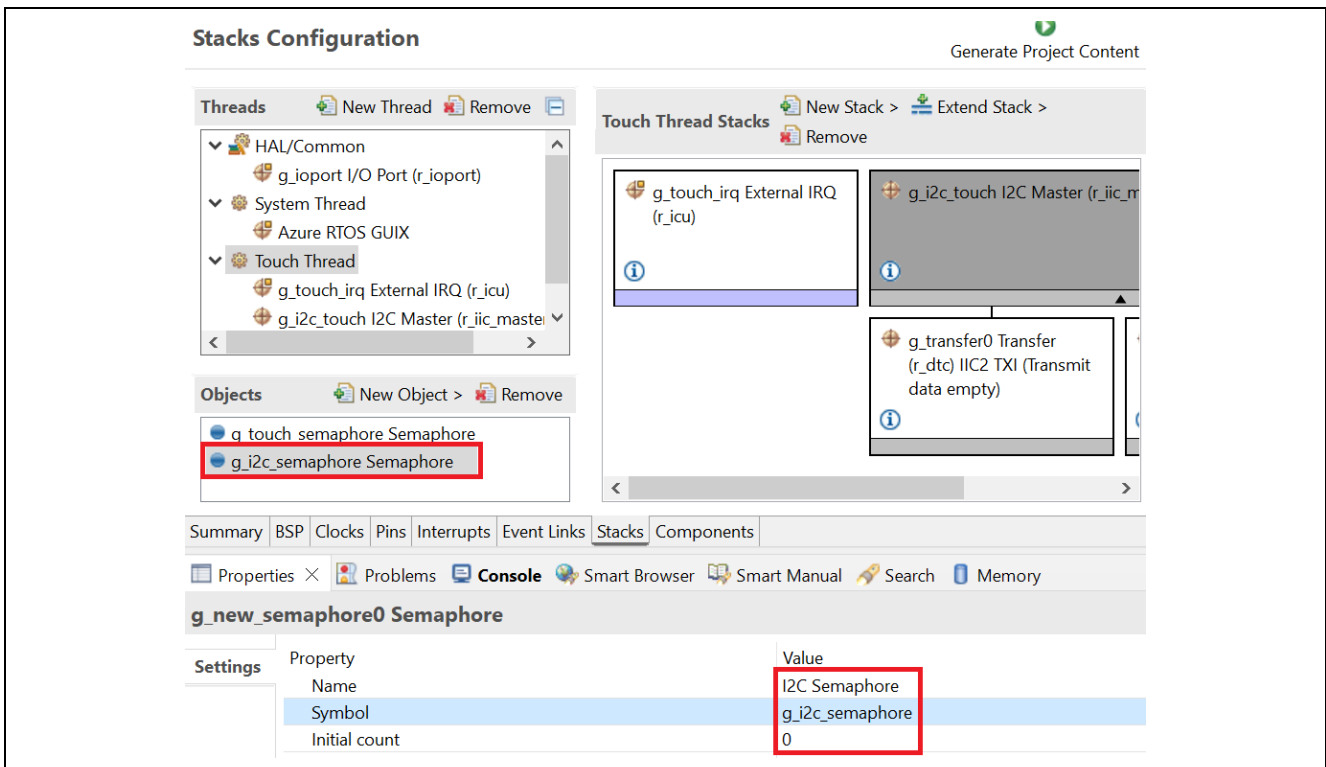 Stacks Configuration
Generate Project Content
Threads New Thread Remove
HAL/Common
g_ioport I/O Port (r_ioport)
System Thread
Azure RTOS GUIX
Touch Thread
g_touch_irq External IRQ (r_icu)
g_i2c_touch I2C Master (r_iic_master
Touch Thread Stacks
New Stack > Extend Stack >
Remove
g_touch_irq External IRQ
(r_icu)
g_i2c_touch I2C Master (r_iic_m
g_transfer0 Transfer
(r_dtc) IIC2 TXI (Transmit
data empty)
Objects New Object > Remove
g_touch_semaphore Semaphore
g_i2c_semaphore Semaphore
Summary BSP Clocks Pins Interrupts Event Links Stacks Components
Properties Problems Console Smart Browser Smart Manual Search Memory
g_new_semaphore0 Semaphore
Settings
Property Value
Name I2C Semaphore
Symbol g_i2c_semaphore
Initial count 0